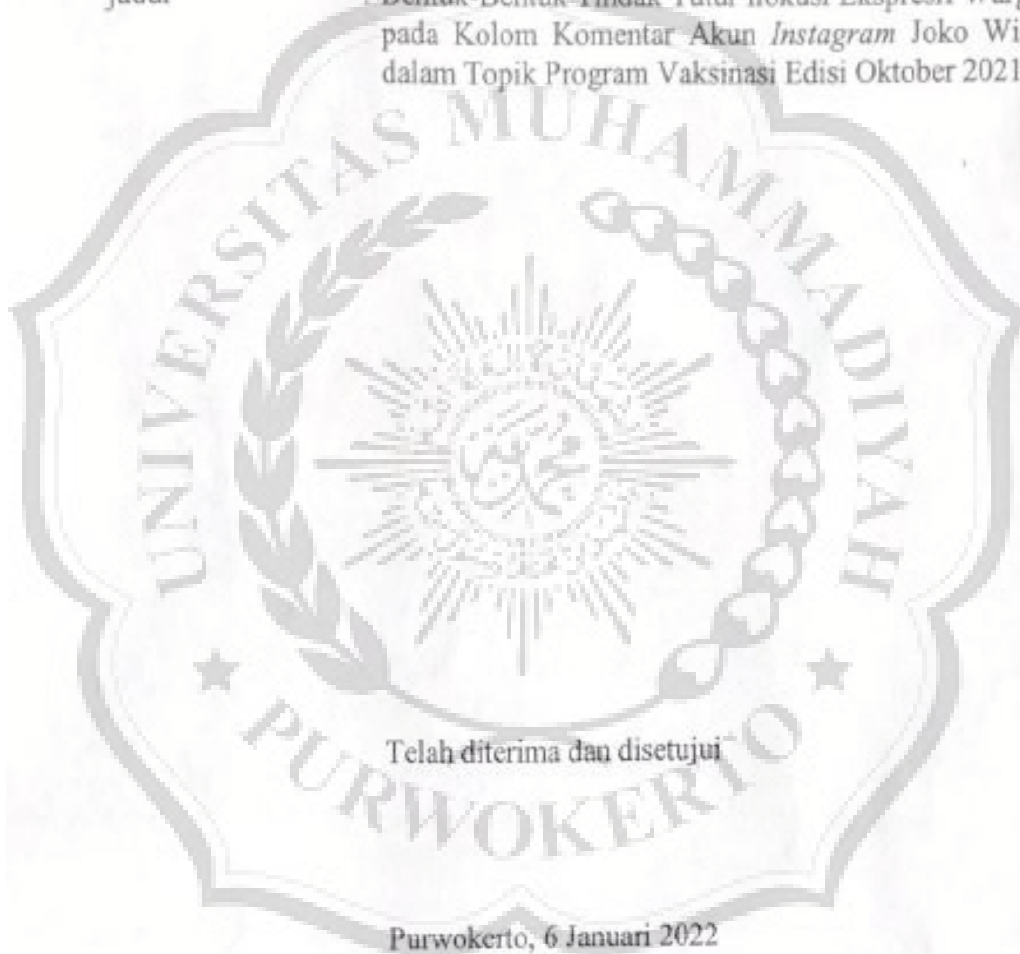 Judul : Bentuk-Bentuk Tindak Tutur Ilokusi Ekspresif
pada Kolom Komentar Akun Instagram Joko Wi
dalam Topik Program Vaksinasi Edisi Oktober 2021
UNIVERSITAS MUHAMMADIYAH
PURWOKERTO
Telah diterima dan disetujui
Purwokerto, 6 Januari 2022